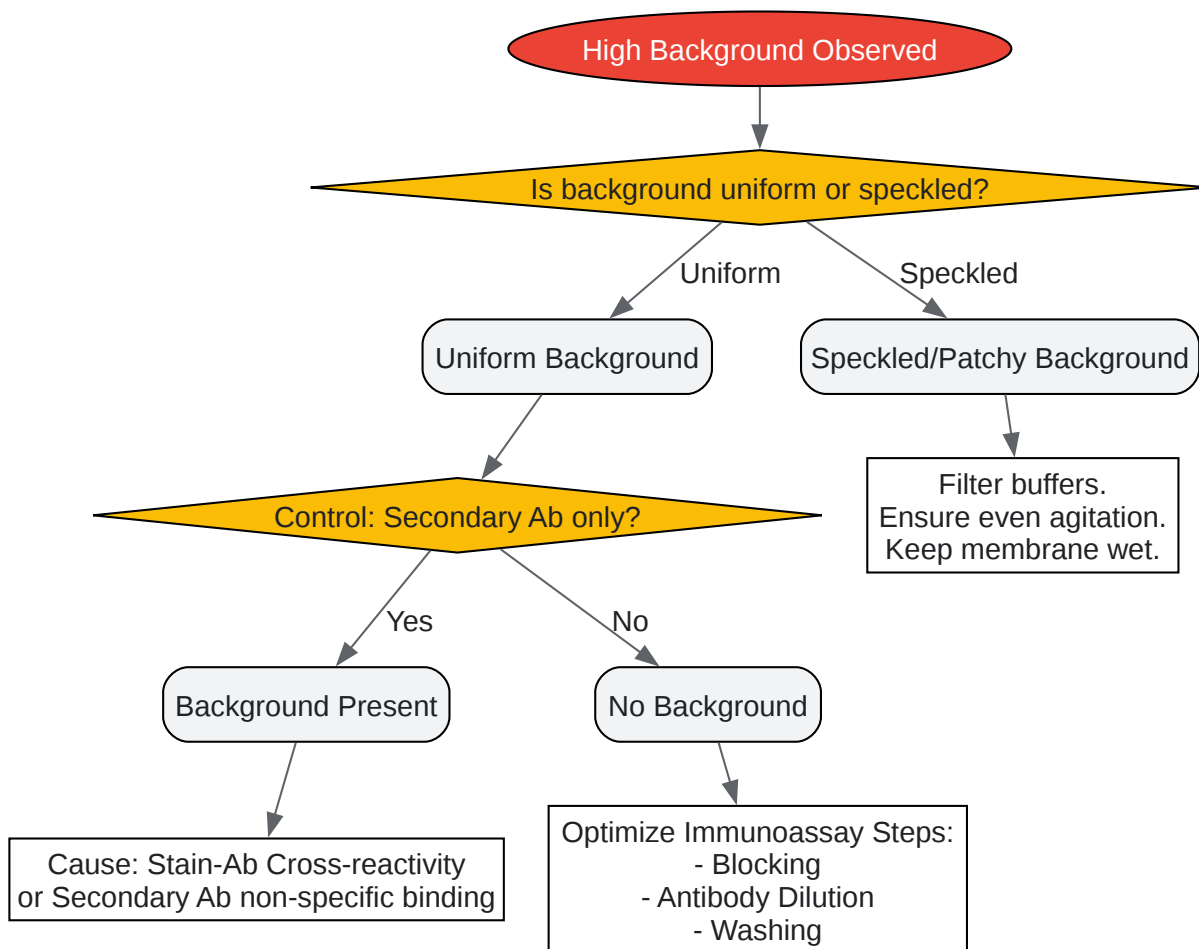 High Background Observed
Is background uniform or speckled?
Uniform
Speckled
Uniform Background
Speckled/Patchy Background
Filter buffers.
Ensure even agitation.
Keep membrane wet.
Control: Secondary Ab only?
Yes
No
Background Present
No Background
Cause: Stain-Ab Cross-reactivity
or Secondary Ab non-specific binding
Optimize Immunoassay Steps:
- Blocking
- Antibody Dilution
- Washing